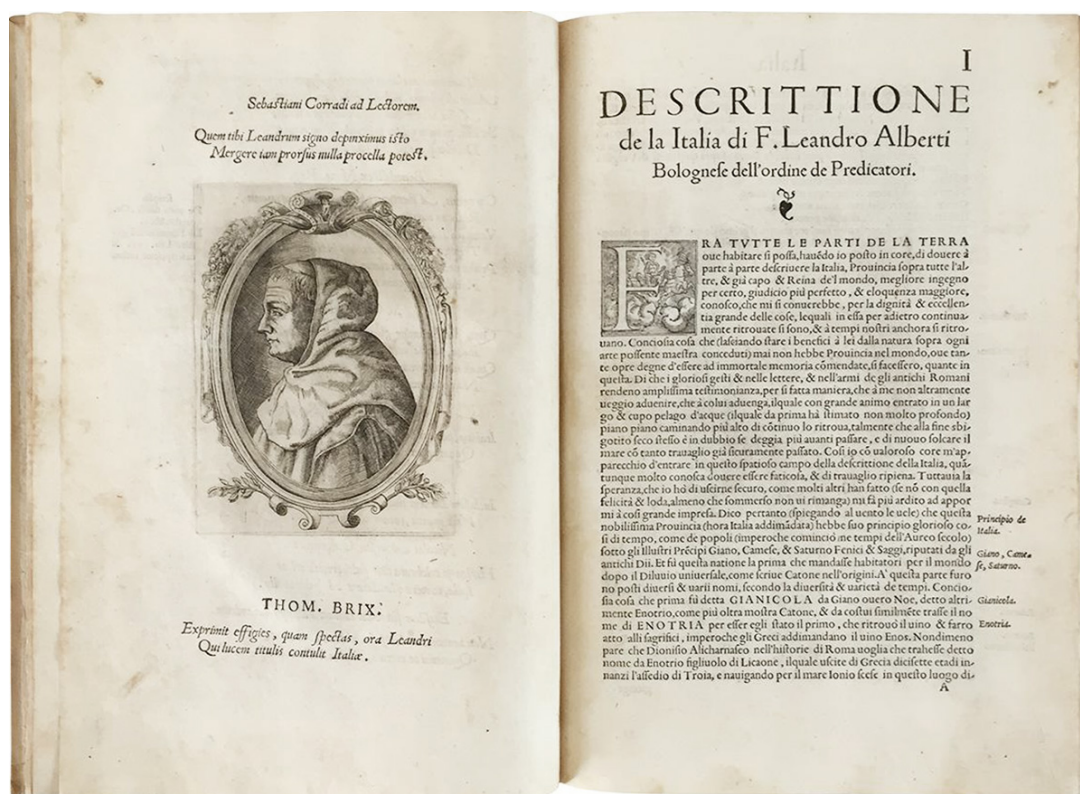 Sebastiani Corradi ad Lectorem.
Quem tibi Leandrum signo depinximus isto
Mergere iam prorsus nulla procella potest.
THOM. BRIX.
Exprimit effigies, quam spectas, ora Leandri
Qui lucem titulis contulit Italiæ.
I
DESCRITTIONE
de la Italia di F. Leandro Alberti
Bolognese dell'ordine de Predicatori.
FRA TVTTE LE PARTI DE LA TERRA
oue habitare si possa, hauẽdo io posto in core, di douere à
parte à parte descriuere la Italia, Prouincia sopra tutte l'al-
tre, & già capo & Reina de'l mondo, megliore ingegno
per certo, giudicio più perfetto, & eloquenza maggiore,
conosco, che mi si conuerebbe, per la dignità & eccellen-
tia grande delle cose, lequali in essa per adietro continua-
mente ritrouate si sono, & à tempi nostri anchora si ritro-
uano. Conciosia cosa che (lasciando stare i benefici à lei dalla natura sopra ogni
arte possente maestra conceduti) mai non hebbe Prouincia nel mondo, oue tan-
te opre degne d'essere ad immortale memoria cõmendate, si facessero, quante in
questa. Di che i gloriosi gesti & nelle lettere, & nell'armi de gli antichi Romani
rendeno amplissima testimonianza, per si fatta maniera, che à me non altramente
ueggio aduenire, che à colui aduenga, ilquale con grande animo entrato in un lar
go & cupo pelago d'acque (ilquale da prima hà stimato non molto profondo)
piano piano caminando più alto di cõtinuo lo ritroua, talmente che alla fine sbi-
gotito seco stesso è in dubbio se deggia più auanti passare, e di nuouo solcare il
mare cõ tanto trauaglio già sicuramente passato. Cosi io cõ ualoroso core m'ap-
parecchio d'entrare in questo spatioso campo della descrittione della Italia, quã-
tunque molto conosca douere essere faticosa, & di trauaglio ripiena. Tuttauia la
speranza, che io hò di uscirne securo, come molti altri han fatto (se nõ con quella
felicità & loda, almeno che sommerso non ui rimanga) mi fà più ardito ad appor
mi à cosi grande impresa. Dico pertanto (spiegando al uento le uele) che questa
nobilissima Prouincia (hora Italia addimãdata) hebbe suo principio glorioso co-
si di tempo, come de popoli (imperoche cominciò ne tempi dell'Aureo secolo)
sotto gli Illustri Prẽcipi Giano, Camese, & Saturno Fenici & Saggi, riputati da gli
antichi Dii. Et fù questa natione la prima che mandasse habitatori per il mondo
dopo il Diluuio uniuersale, come scriue Catone nell'origini. A' questa parte furo
no posti diuersi & uarii nomi, secondo la diuersità & uarietà de tempi. Concio-
sia cosa che prima fù detta GIANICOLA da Giano ouero Noe, detto altri-
mente Enotrio, come più oltra mostra Catone, & da costui similmẽte trasse il no
me di ENOTRIA per esser egli stato il primo, che ritrouò il uino & farro
atto alli sagrifici, imperoche gli Greci addimandano il uino Enos. Nondimeno
pare che Dionisio Alicharnaseo nell'historie di Roma uoglia che trahesse detto
nome da Enotrio figliuolo di Licaone, ilquale uscite di Grecia dicisette etadi in-
nanzi l'assedio di Troia, e nauigando per il mare Ionio scese in questo luogo di-
A
Principio de
Italia.
Giano, Came-
se, Saturno.
Gianicola.
Enotria.